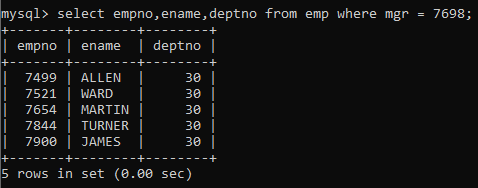 mysql> select empno,ename,deptno from emp where mgr = 7698;
+-------+--------+--------+
| empno | ename  | deptno |
+-------+--------+--------+
|  7499 | ALLEN  |     30 |
|  7521 | WARD   |     30 |
|  7654 | MARTIN |     30 |
|  7844 | TURNER |     30 |
|  7900 | JAMES  |     30 |
+-------+--------+--------+
5 rows in set (0.00 sec)